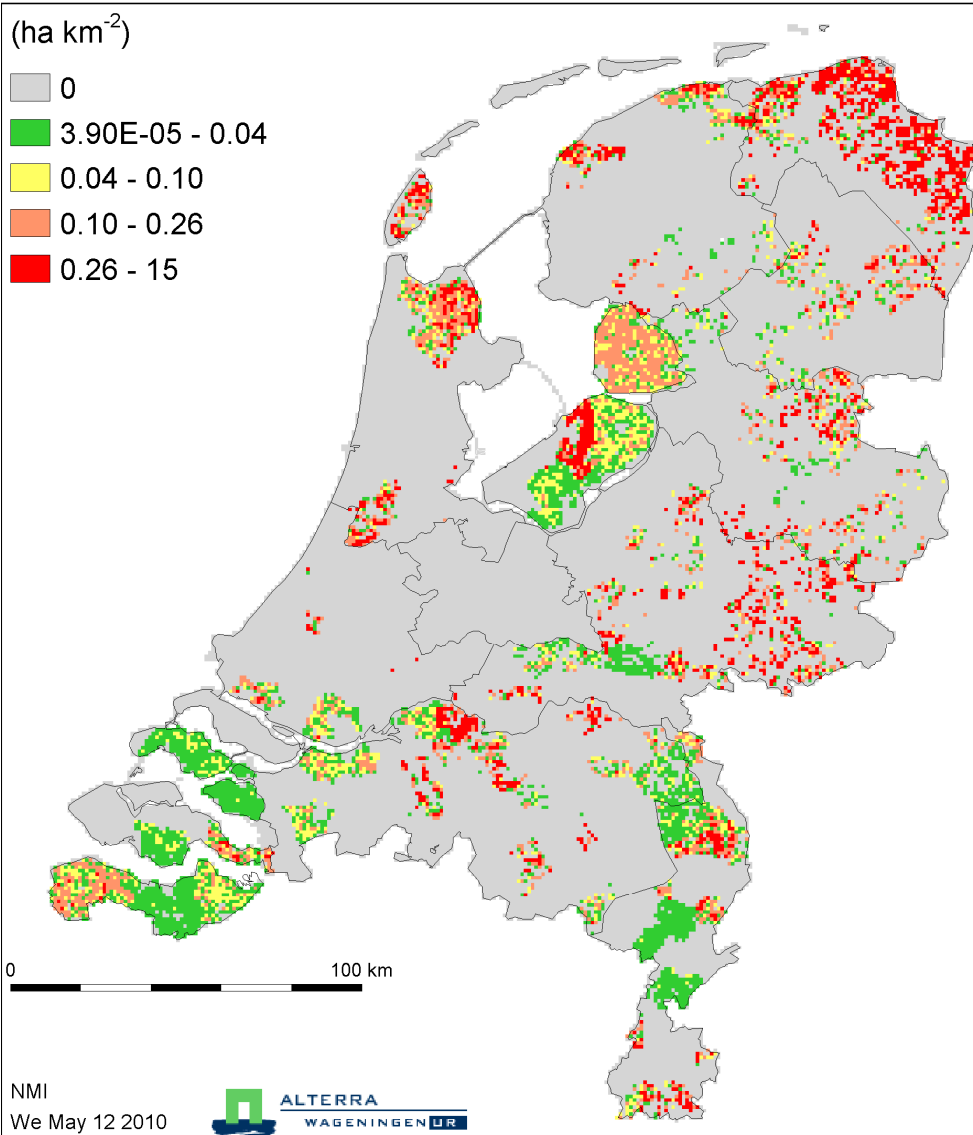 (ha km-2)
0
3.90E-05 - 0.04
0.04 - 0.10
0.10 - 0.26
0.26 - 15
0 100 km
NMI
We May 12 2010
ALTERRA
WAGENINGEN UR